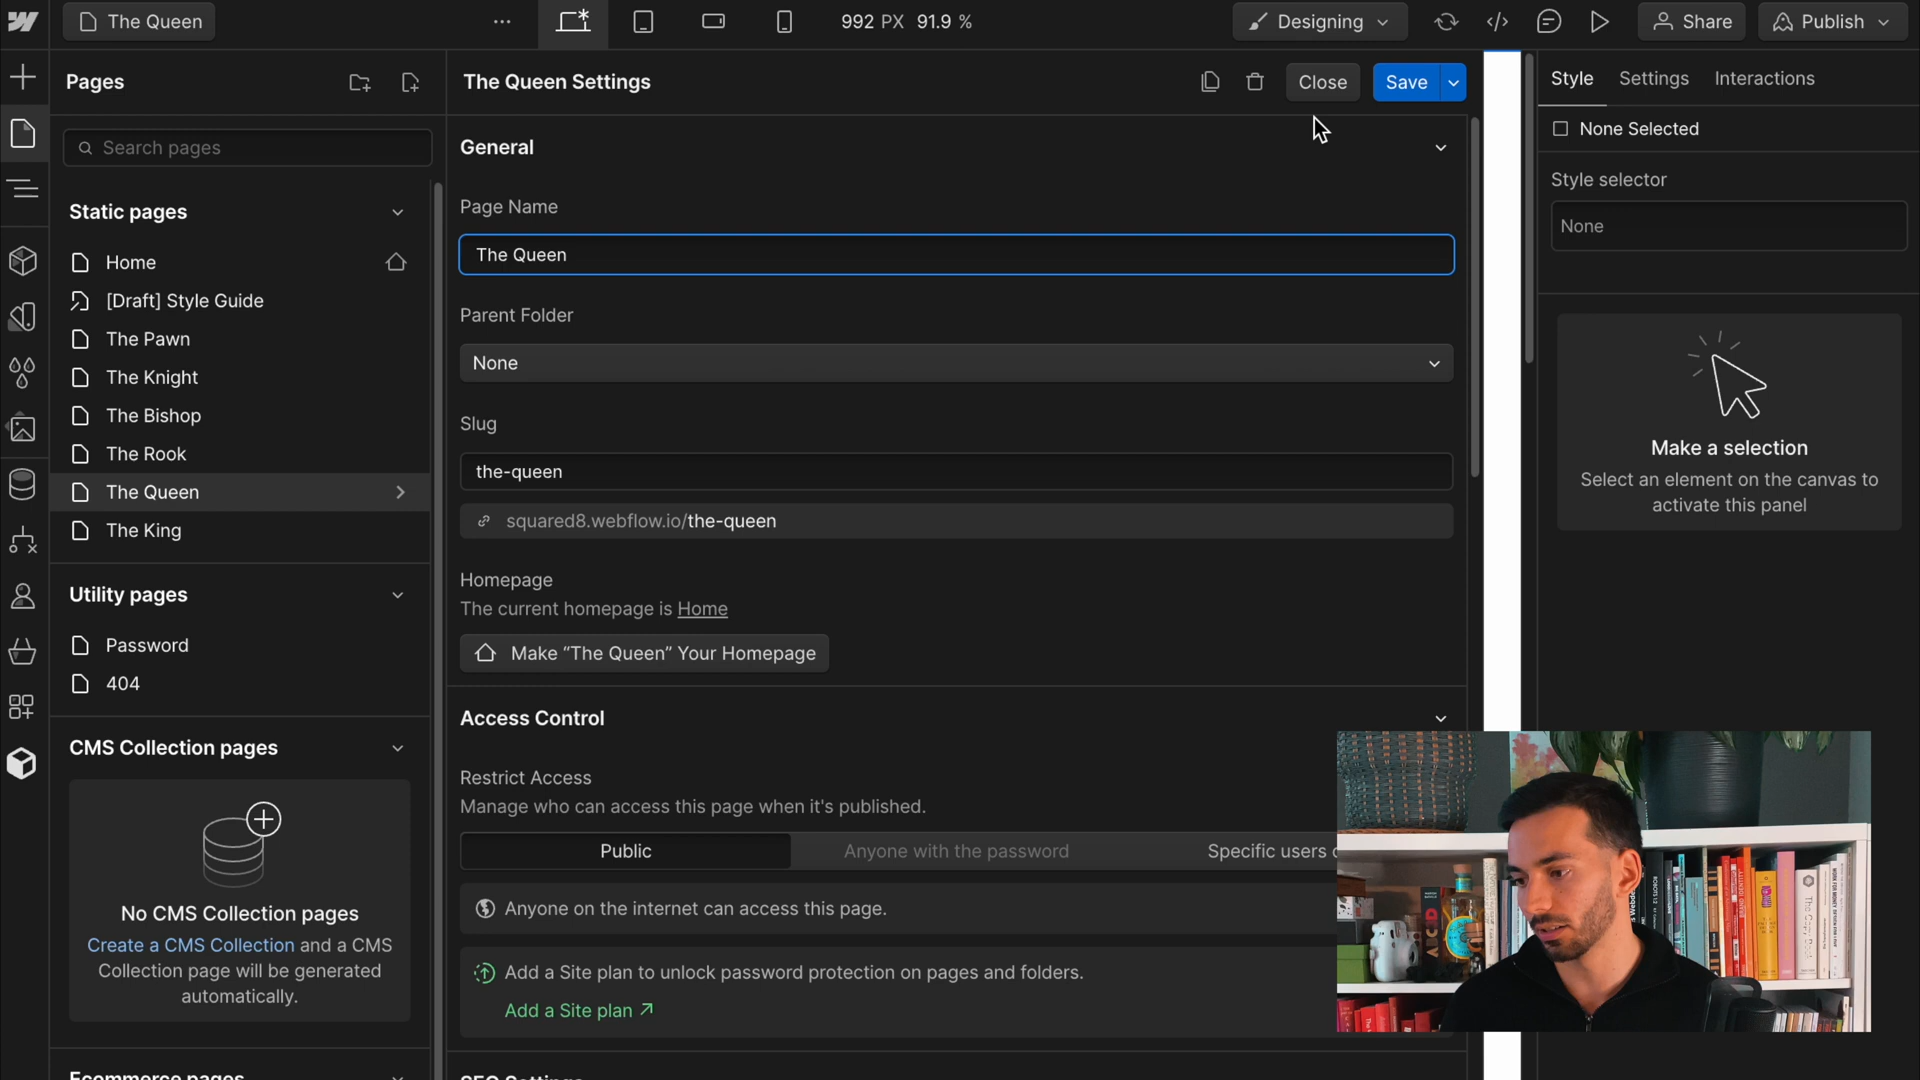 The Queen
...
992 PX 91.9 %
Designing
Share
Publish
Pages
Search pages
Static pages
Home
[Draft] Style Guide
The Pawn
The Knight
The Bishop
The Rook
The Queen
The King
Utility pages
Password
404
CMS Collection pages
No CMS Collection pages
Create a CMS Collection and a CMS
Collection page will be generated
automatically.
Ecommerce pages
The Queen Settings
Close
Save
General
Page Name
The Queen
Parent Folder
None
Slug
the-queen
squared8.webflow.io/the-queen
Homepage
The current homepage is Home
Make “The Queen” Your Homepage
Access Control
Restrict Access
Manage who can access this page when it's published.
Public
Anyone with the password
Specific users
Anyone on the internet can access this page.
Add a Site plan to unlock password protection on pages and folders.
Add a Site plan
SEO Settings
Style
Settings
Interactions
None Selected
Style selector
None
Make a selection
Select an element on the canvas to
activate this panel